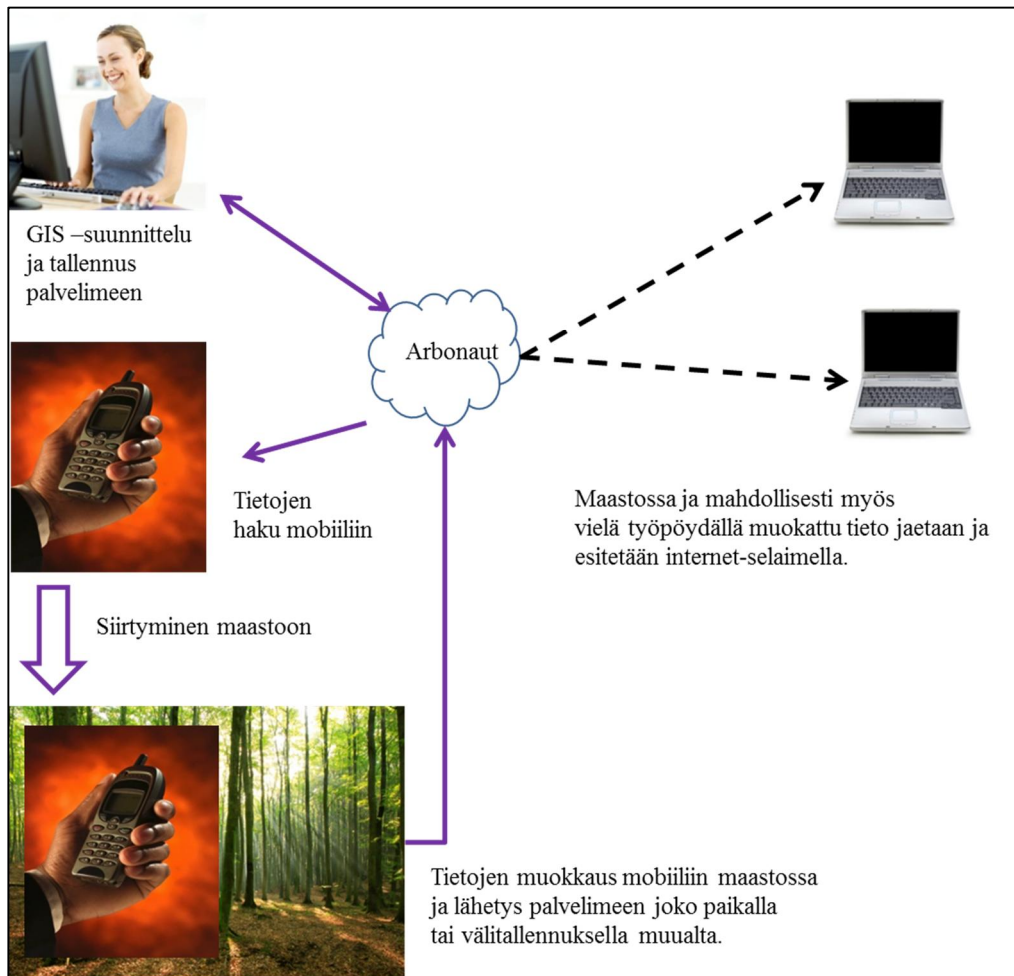 GIS –suunnittelu
ja tallennus
palvelimeen
Arbonaut
Tietojen
haku mobiiliin
Maastossa ja mahdollisesti myös
vielä työpöydällä muokattu tieto jaetaan ja
esitetään internet-selaimella.
Siirtyminen maastoon
Tietojen muokkaus mobiiliin maastossa
ja lähetys palvelimeen joko paikalla
tai välitallennuksella muualta.